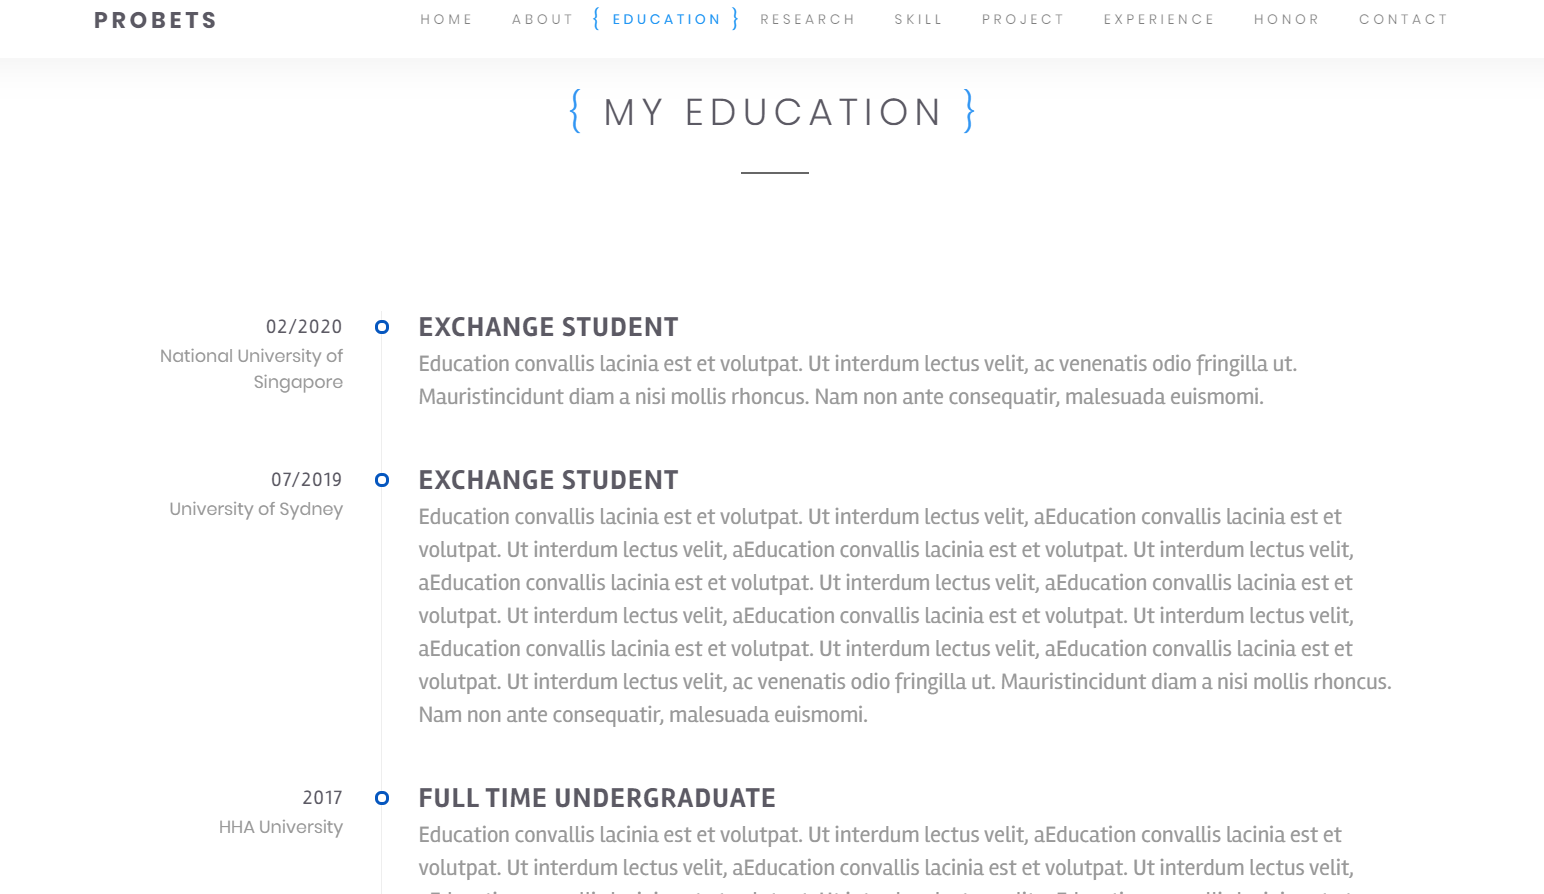 PROBETS
HOME ABOUT { EDUCATION } RESEARCH SKILL PROJECT EXPERIENCE HONOR CONTACT
{ MY EDUCATION }
02/2020
National University of
Singapore
EXCHANGE STUDENT
Education convallis lacinia est et volutpat. Ut interdum lectus velit, ac venenatis odio fringilla ut.
Mauristincidunt diam a nisi mollis rhoncus. Nam non ante consequatir, malesuada euismomi.
07/2019
University of Sydney
EXCHANGE STUDENT
Education convallis lacinia est et volutpat. Ut interdum lectus velit, aEducation convallis lacinia est et
volutpat. Ut interdum lectus velit, aEducation convallis lacinia est et volutpat. Ut interdum lectus velit,
aEducation convallis lacinia est et volutpat. Ut interdum lectus velit, aEducation convallis lacinia est et
volutpat. Ut interdum lectus velit, aEducation convallis lacinia est et volutpat. Ut interdum lectus velit,
aEducation convallis lacinia est et volutpat. Ut interdum lectus velit, aEducation convallis lacinia est et
volutpat. Ut interdum lectus velit, ac venenatis odio fringilla ut. Mauristincidunt diam a nisi mollis rhoncus.
Nam non ante consequatir, malesuada euismomi.
2017
HHA University
FULL TIME UNDERGRADUATE
Education convallis lacinia est et volutpat. Ut interdum lectus velit, aEducation convallis lacinia est et
volutpat. Ut interdum lectus velit, aEducation convallis lacinia est et volutpat. Ut interdum lectus velit,